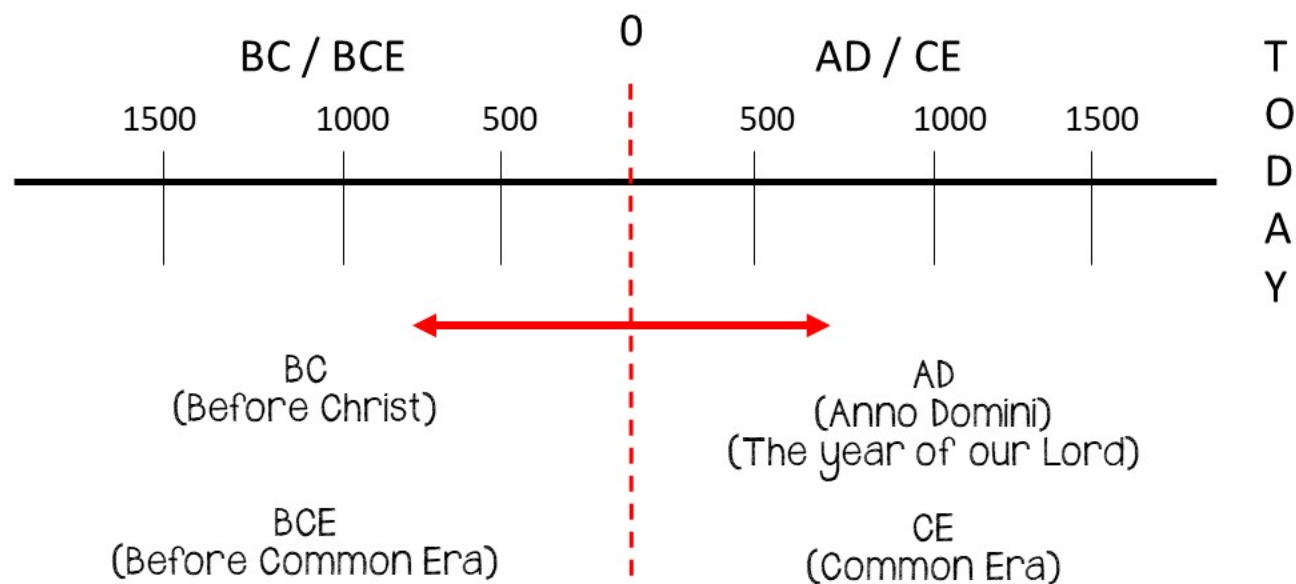 0
BC / BCE
AD / CE
1500 1000 500 500 1000 1500
T
O
D
A
Y
BC
(Before Christ)
AD
(Anno Domini)
(The year of our Lord)
BCE
(Before Common Era)
CE
(Common Era)